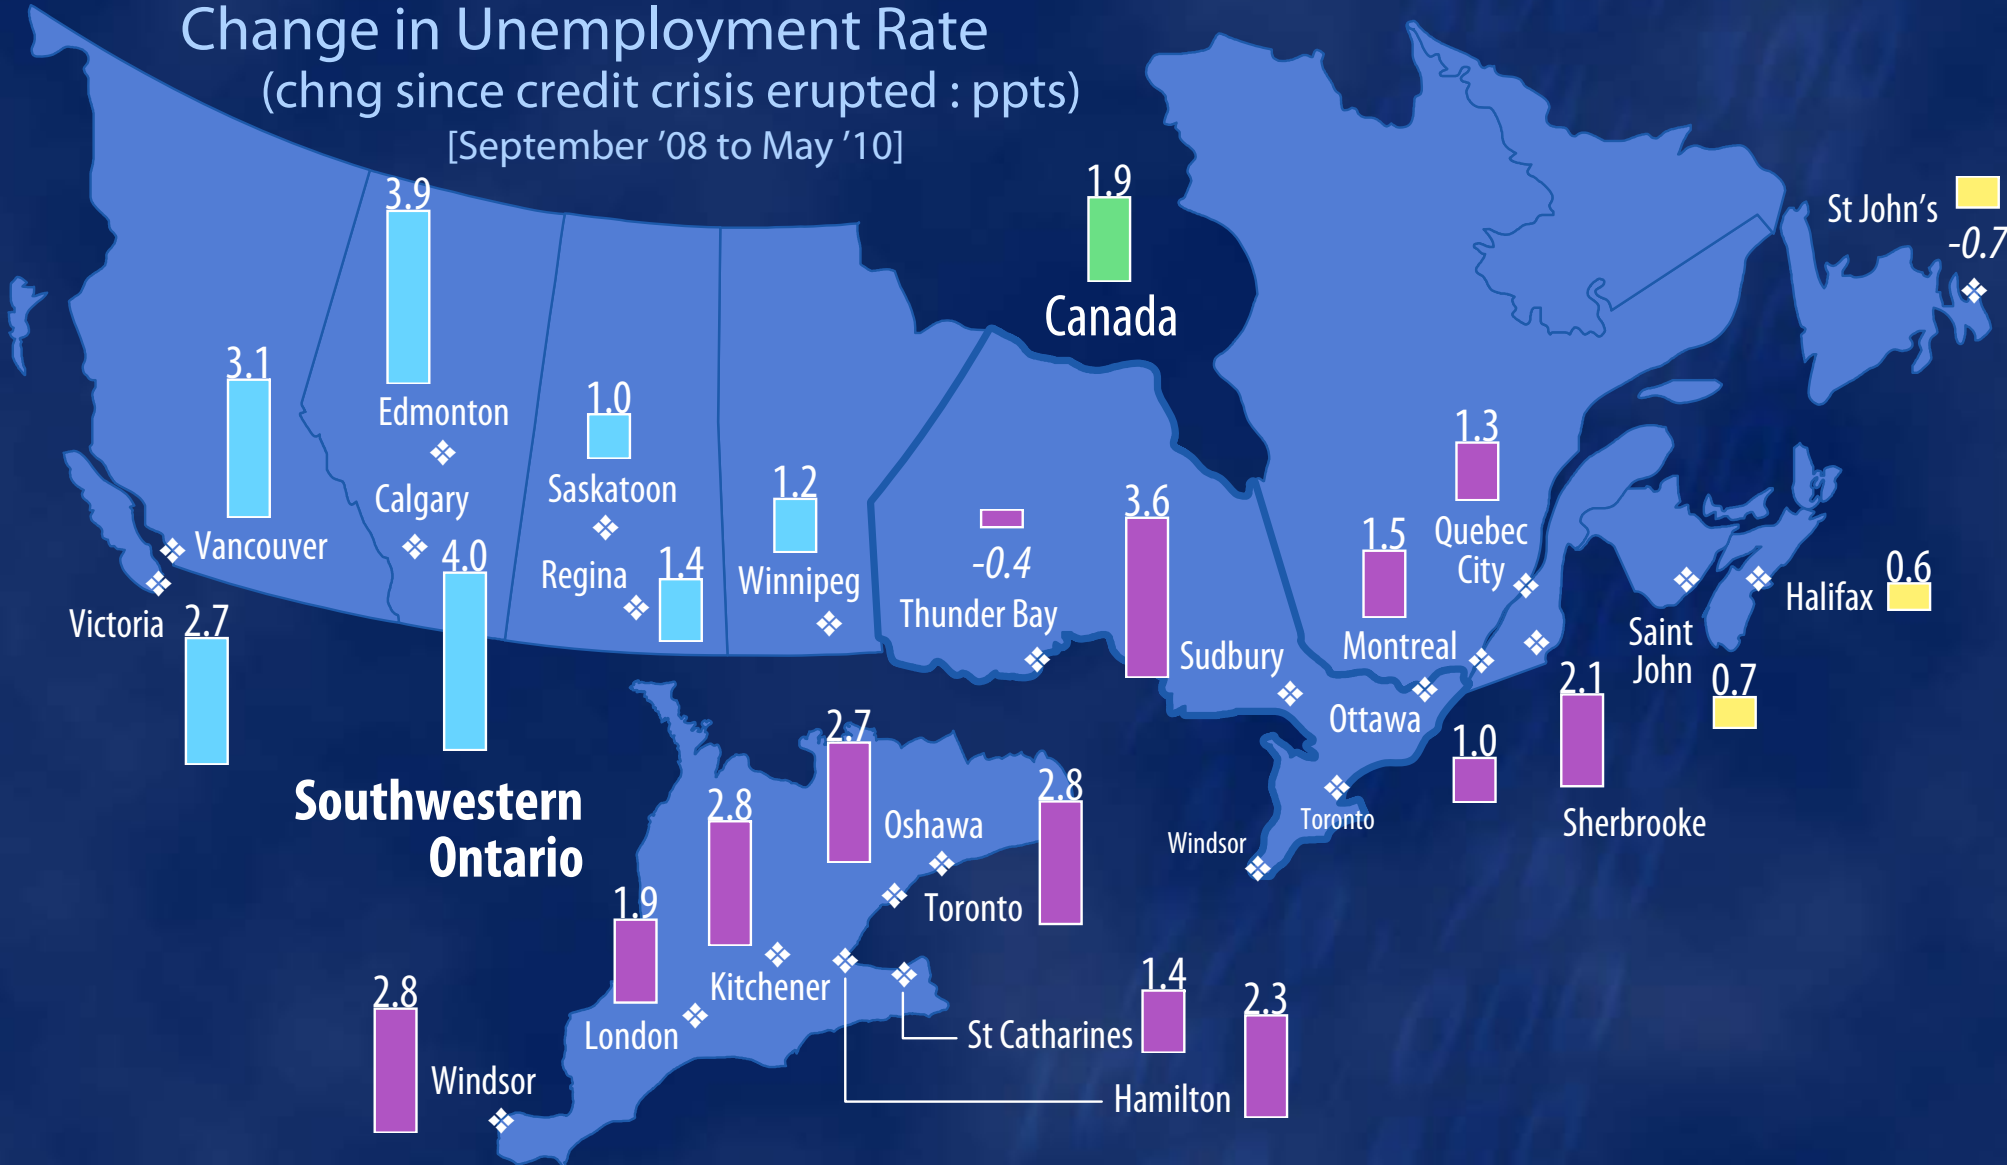 Change in Unemployment Rate
(chng since credit crisis erupted : ppts)
[September ’08 to May ’10]
3.9
Edmonton
3.1
Vancouver
Victoria 2.7
Calgary
4.0
1.0
Saskatoon
Regina 1.4
1.2
Winnipeg
1.9
Canada
-0.4
Thunder Bay
3.6
Sudbury
1.3
Quebec
City
1.5
Montreal
Ottawa
1.0
2.1
Sherbrooke
St John’s
-0.7
Halifax 0.6
Saint
John 0.7
Toronto
Windsor
Southwestern
Ontario
2.7
Oshawa
2.8
Toronto
2.8
Kitchener
1.9
London
2.8
Windsor
St Catharines 1.4
Hamilton 2.3